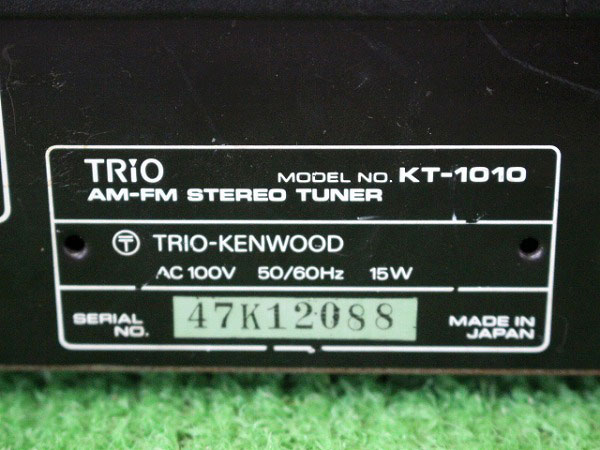 TRIO MODEL NO. KT-1010
AM-FM STEREO TUNER
〒 TRIO-KENWOOD
AC 100V 50/60Hz 15W
SERIAL NO. 47K12088 MADE IN JAPAN